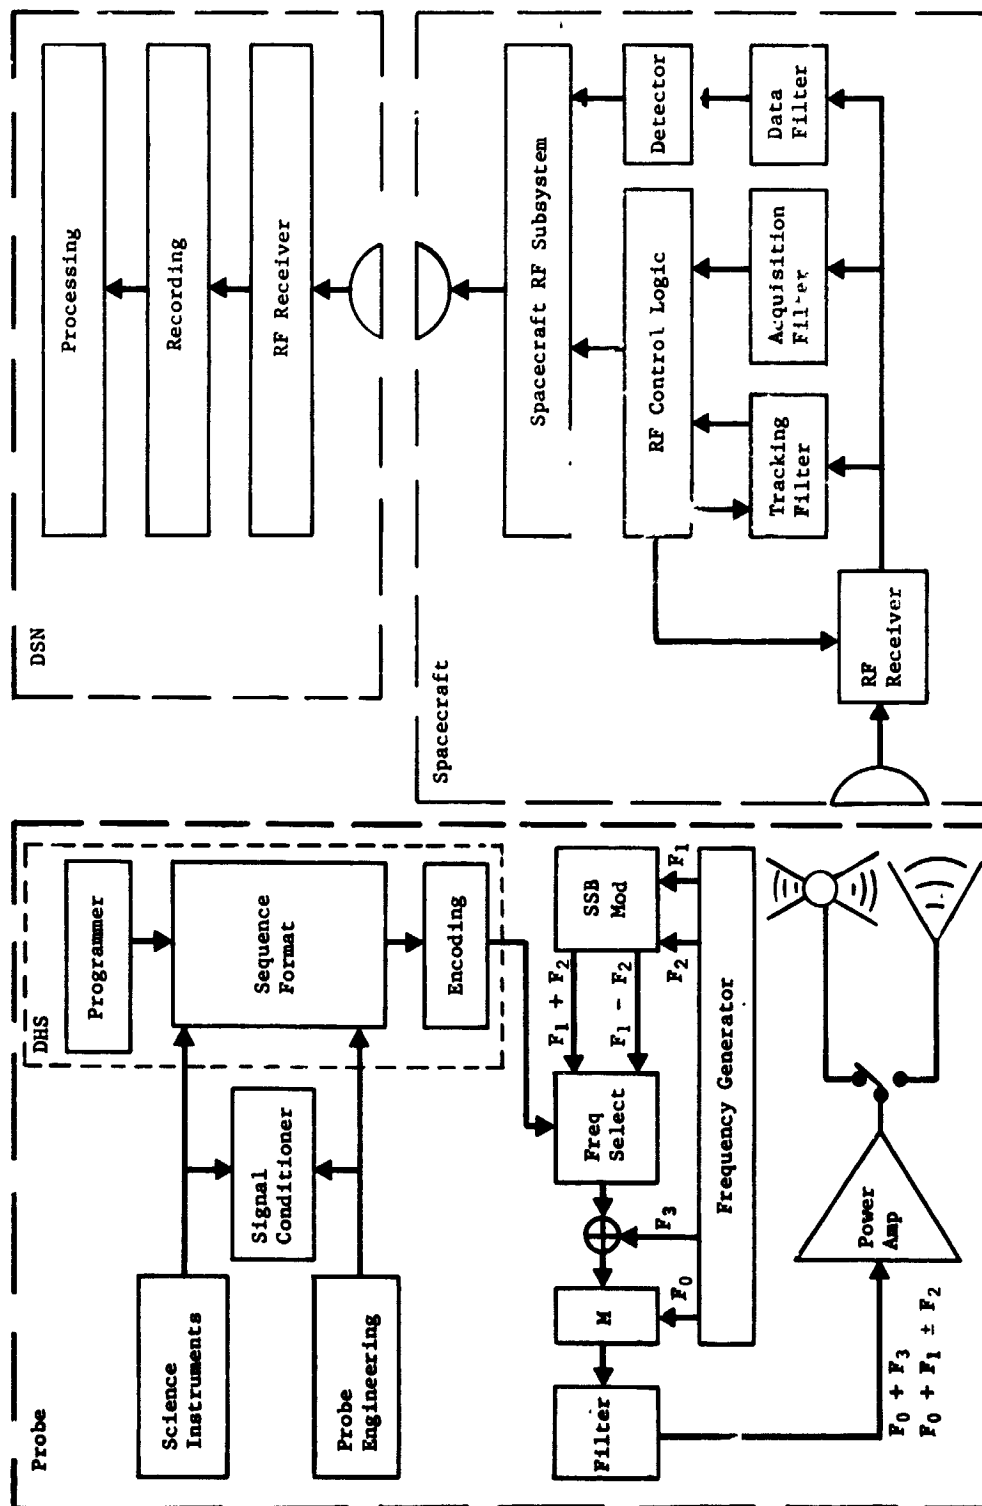 Probe
Science
Instruments
Probe
Engineering
Signal
Conditioner
DHS
Programmer
Sequence
Format
Encoding
Filter
M
Freq
Select
F₁ + F₂
F₁ - F₂
SSB
Mod
F₀
F₃
F₂
F₁
Frequency Generator
F₀ + F₃
F₀ + F₁ ± F₂
Power
Amp
DSN
Processing
Recording
RF Receiver
Spacecraft
Spacecraft RF Subsystem
RF Control Logic
Detector
Tracking
Filter
Acquisition
Filter
Data
Filter
RF
Receiver